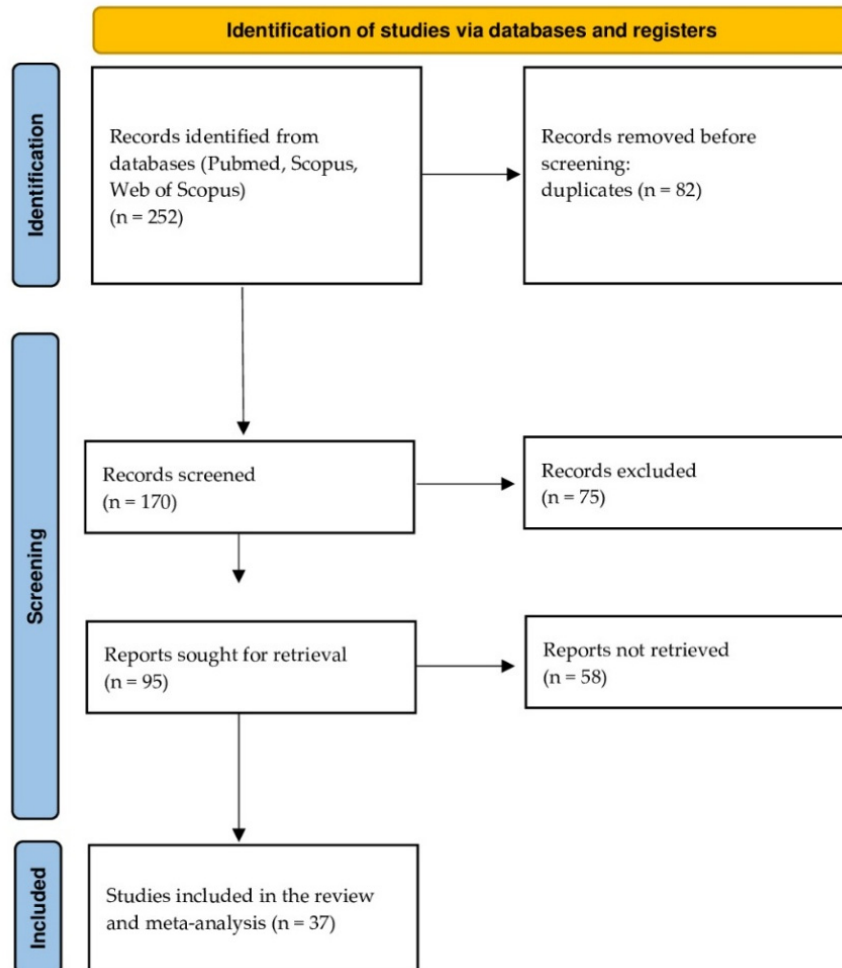 Identification of studies via databases and registers
Identification
Records identified from
databases (Pubmed, Scopus,
Web of Scopus)
(n = 252)
Records removed before
screening:
duplicates (n = 82)
Screening
Records screened
(n = 170)
Records excluded
(n = 75)
Reports sought for retrieval
(n = 95)
Reports not retrieved
(n = 58)
Included
Studies included in the review
and meta-analysis (n = 37)